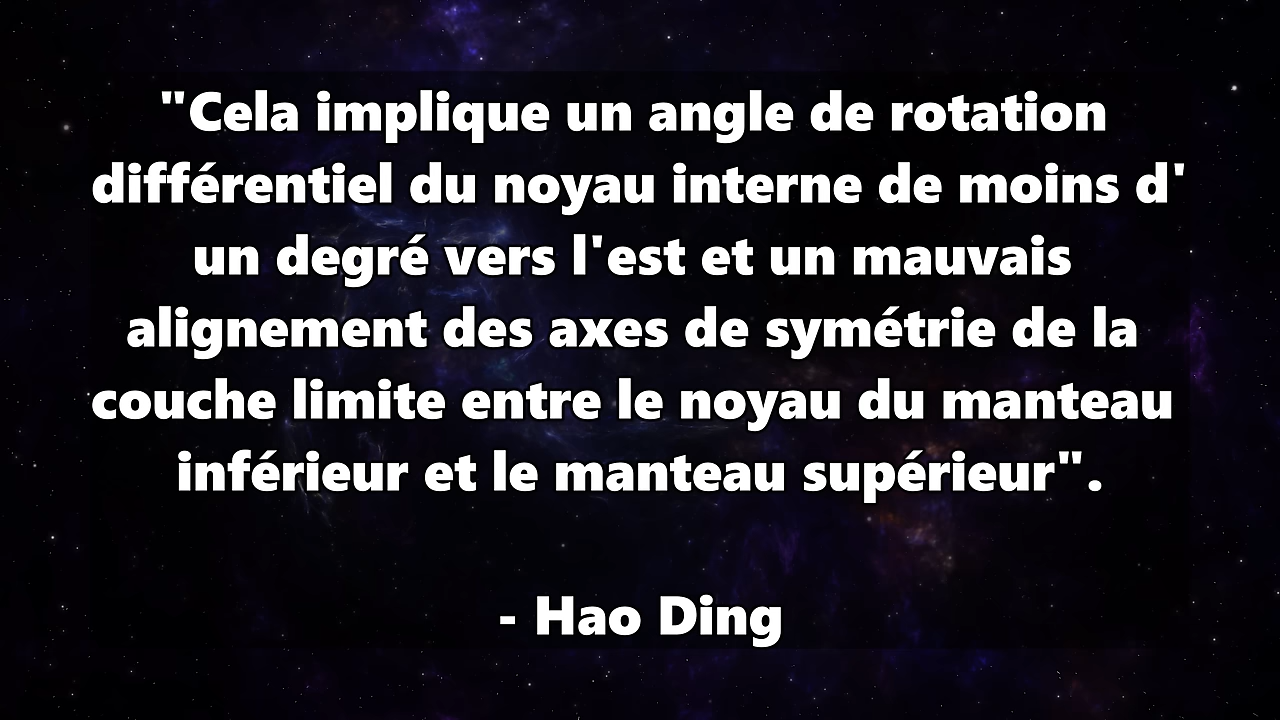 "Cela implique un angle de rotation
différentiel du noyau interne de moins d'
un degré vers l'est et un mauvais
alignement des axes de symétrie de la
couche limite entre le noyau du manteau
inférieur et le manteau supérieur".
- Hao Ding